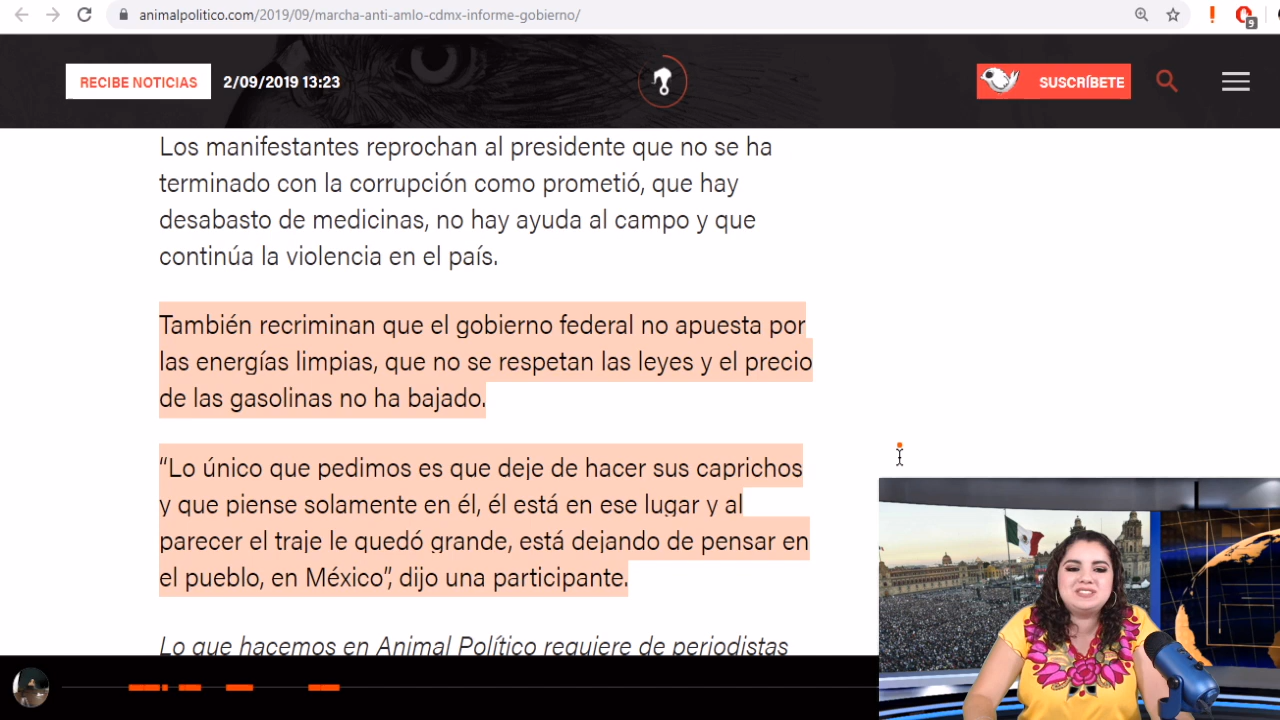 animalpolitico.com/2019/09/marcha-anti-amlo-cdmx-informe-gobierno/
9
RECIBE NOTICIAS
2/09/2019 13:23
SUSCRÍBETE
Los manifestantes reprochan al presidente que no se ha
terminado con la corrupción como prometió, que hay
desabasto de medicinas, no hay ayuda al campo y que
continúa la violencia en el país.
También recriminan que el gobierno federal no apuesta por
las energías limpias, que no se respetan las leyes y el precio
de las gasolinas no ha bajado.
“Lo único que pedimos es que deje de hacer sus caprichos
y que piense solamente en él, él está en ese lugar y al
parecer el traje le quedó grande, está dejando de pensar en
el pueblo, en México”, dijo una participante.
Lo que hacemos en Animal Político requiere de periodistas